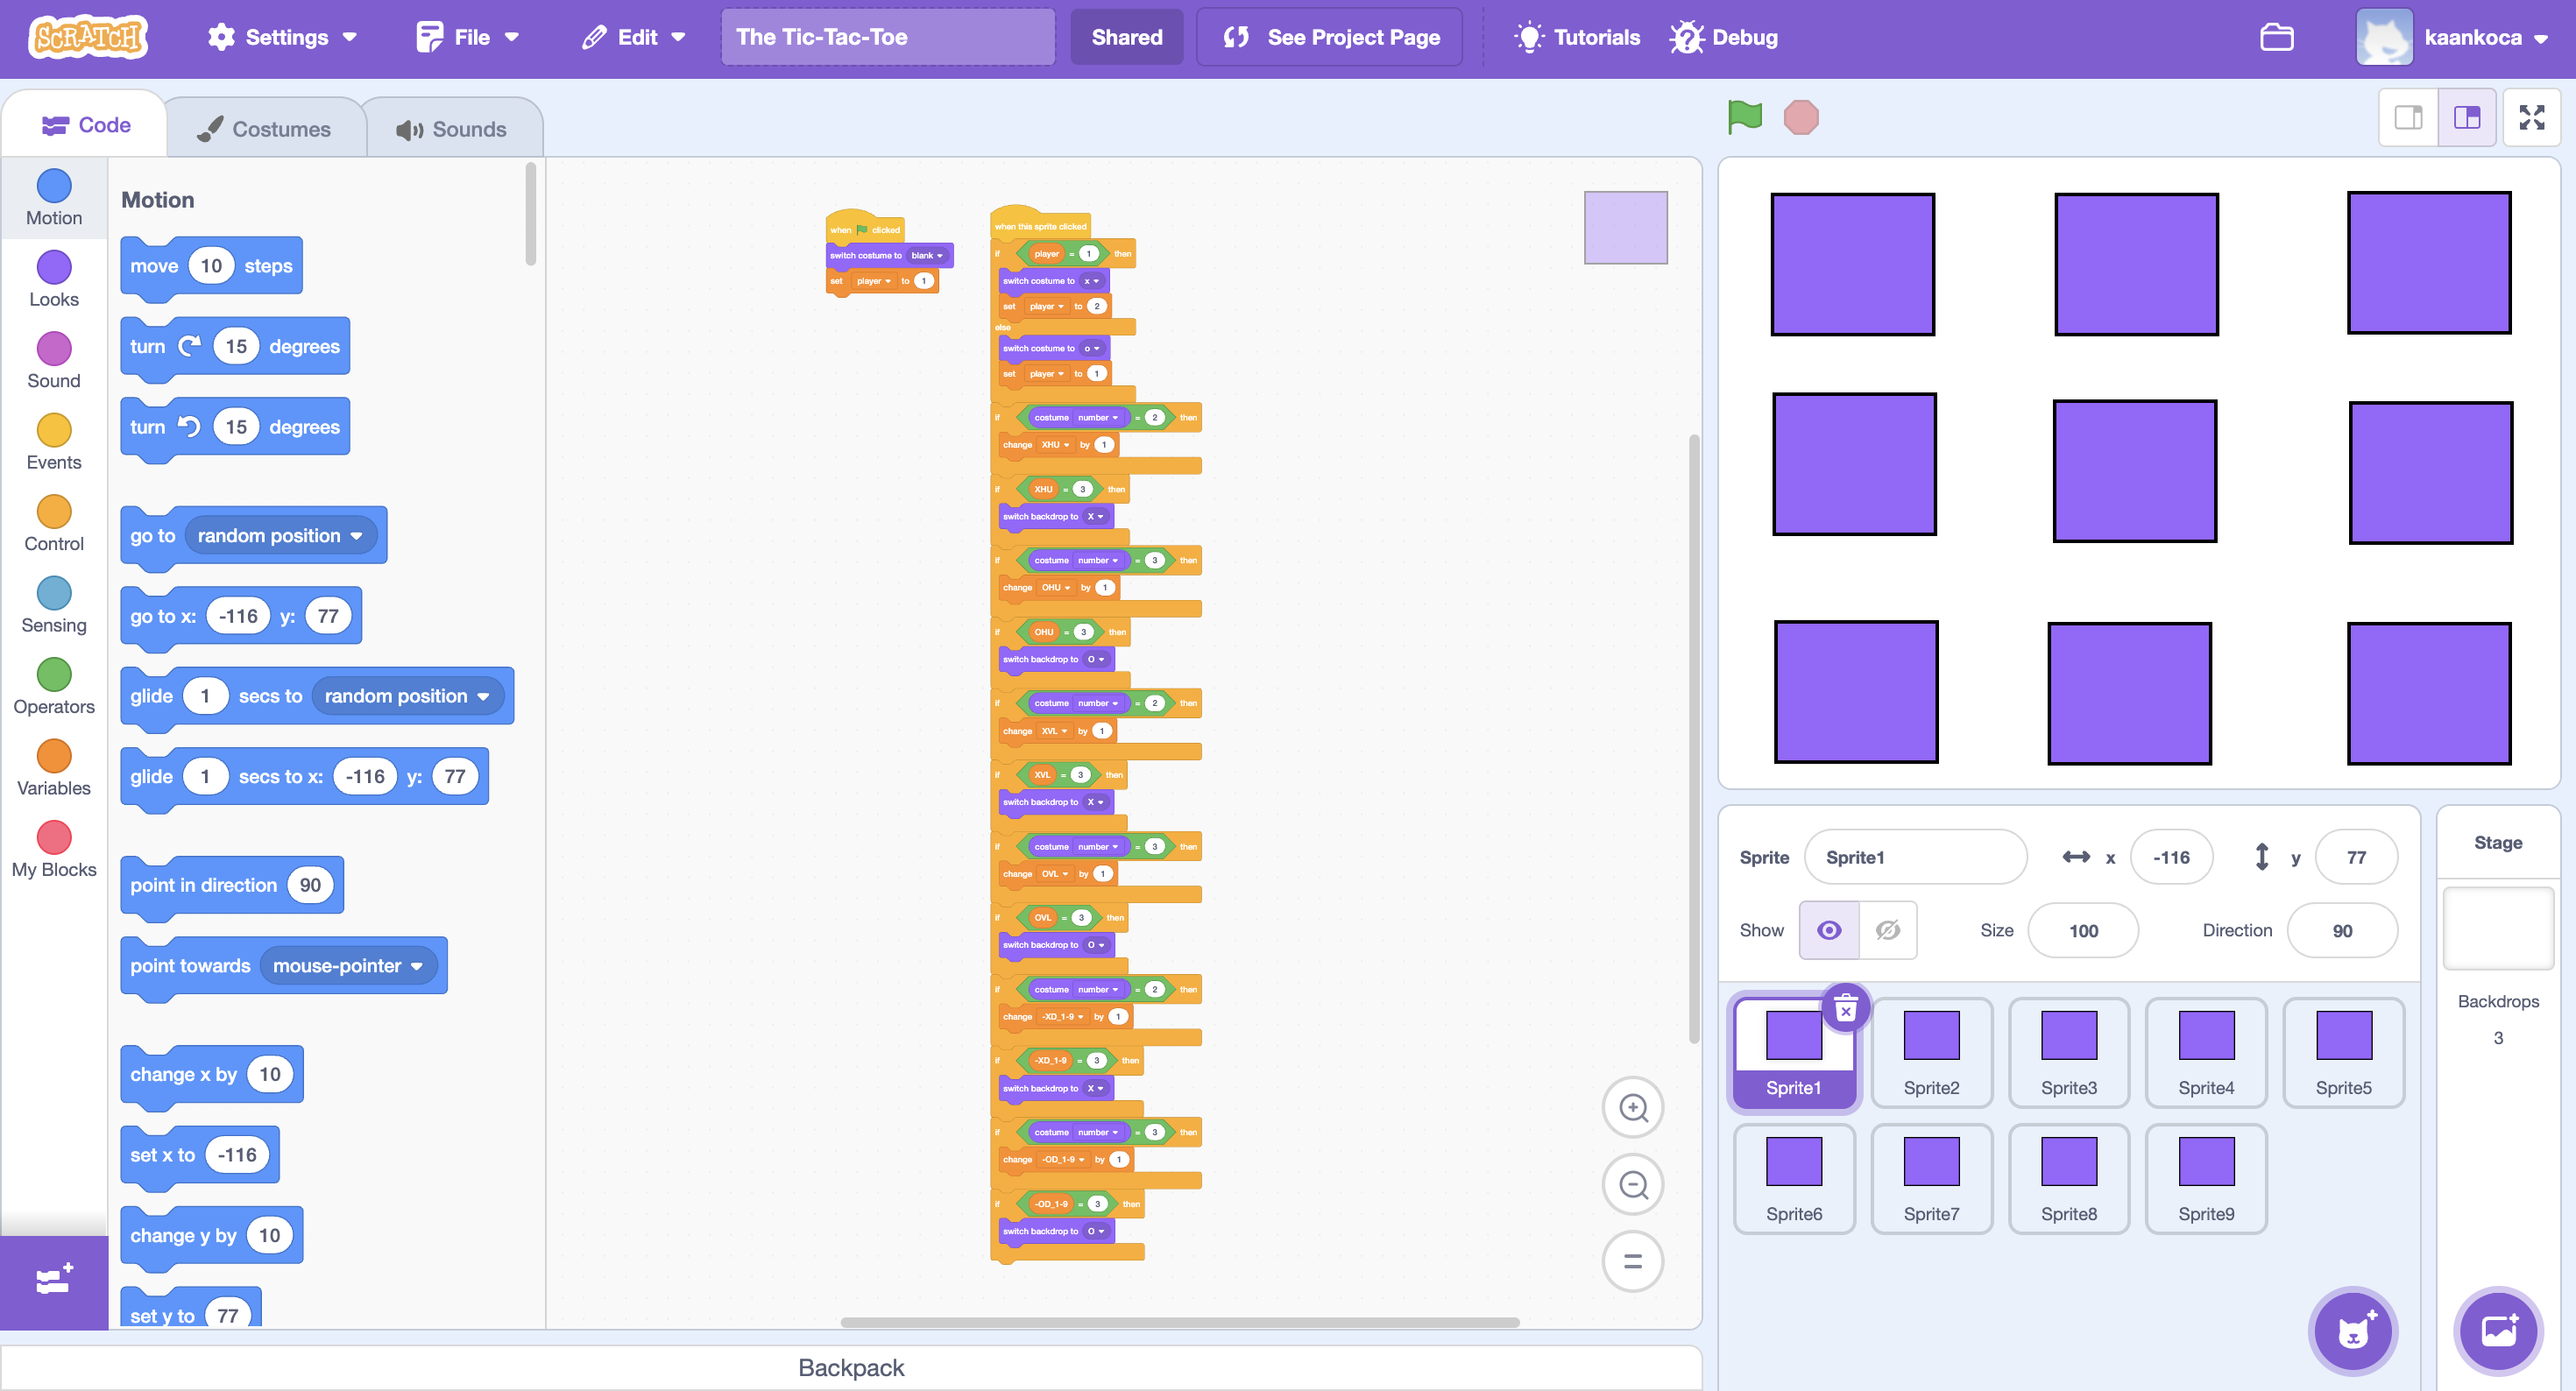 SCRATCH Settings File Edit The Tic-Tac-Toe Shared See Project Page Tutorials Debug kaankoca
Code Costumes Sounds
Motion
Looks
Sound
Events
Control
Sensing
Operators
Variables
My Blocks
Motion
move 10 steps
turn 15 degrees
turn 15 degrees
go to random position
go to x: -116 y: 77
glide 1 secs to random position
glide 1 secs to x: -116 y: 77
point in direction 90
point towards mouse-pointer
change x by 10
set x to -116
change y by 10
set y to 77
when clicked
switch costume to blank
set player to 1
when this sprite clicked
if player = 1 then
switch costume to x
set player to 2
else
switch costume to o
set player to 1
if costume number = 2 then
change XHU by 1
if XHU = 3 then
switch backdrop to X
if costume number = 3 then
change OHU by 1
if OHU = 3 then
switch backdrop to O
if costume number = 2 then
change XVL by 1
if XVL = 3 then
switch backdrop to X
if costume number = 3 then
change OVL by 1
if OVL = 3 then
switch backdrop to O
if costume number = 2 then
change -XD_1-9 by 1
if -XD_1-9 = 3 then
switch backdrop to X
if costume number = 3 then
change -OD_1-9 by 1
if -OD_1-9 = 3 then
switch backdrop to O
Backpack
Sprite Sprite1 x -116 y 77
Show Size 100 Direction 90
Sprite1 Sprite2 Sprite3 Sprite4 Sprite5
Sprite6 Sprite7 Sprite8 Sprite9
Stage
Backdrops
3